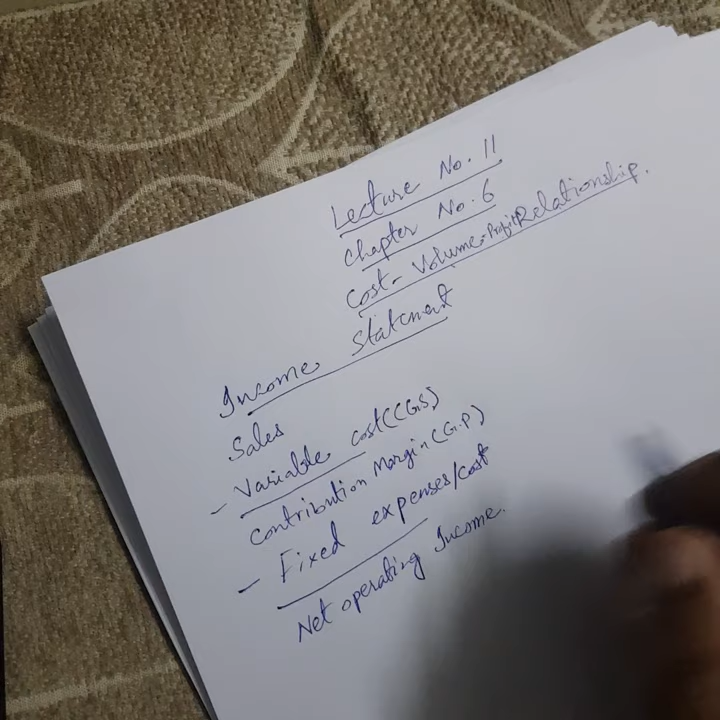 Lecture No. 11
Chapter No. 6
Cost- Volume-Profit Relationship.
Income Statment
Sales
- Variable cost (CGS)
Contribution Margin (G.P)
- Fixed expenses/cost
Net operating Income.